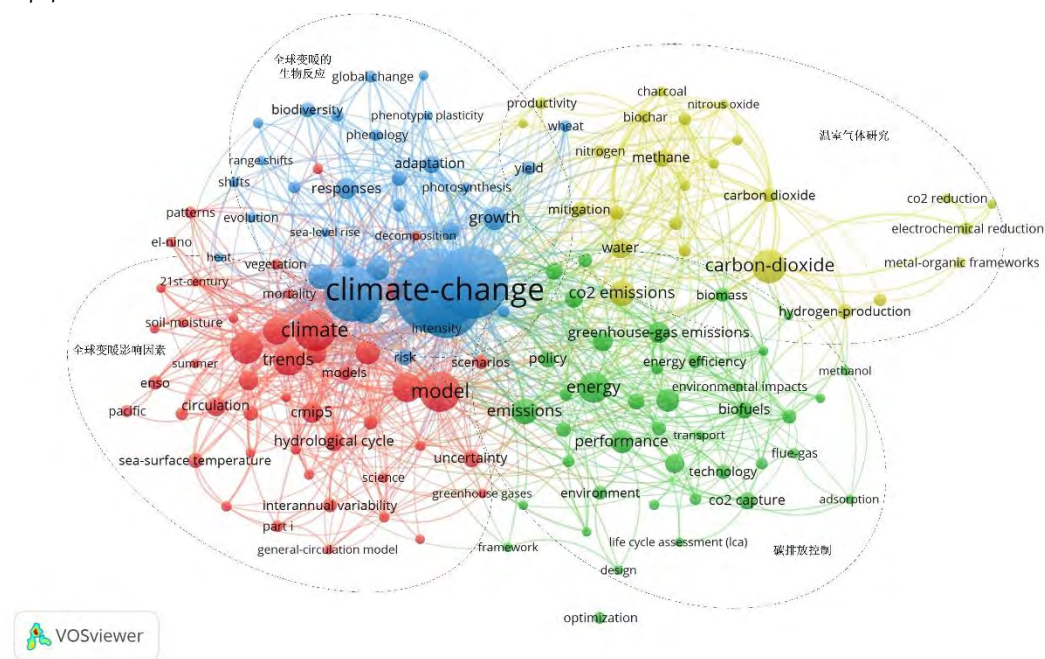 全球变暖的
生物反应
global change
biodiversity
phenotypic plasticity
phenology
range shifts
adaptation
shifts
responses
photosynthesis
patterns
evolution
growth
sea-level rise
decomposition
el-nino
heat
vegetation
21st-century
mortality
climate-change
productivity
wheat
yield
charcoal
nitrous oxide
biochar
温室气体研究
nitrogen
methane
carbon dioxide
co2 reduction
mitigation
electrochemical reduction
water
carbon-dioxide
metal-organic frameworks
co2 emissions
biomass
hydrogen-production
soil-moisture
climate
intensity
greenhouse-gas emissions
全球变暖影响因素
trends
risk
scenarios
policy
energy efficiency
summer
models
methanol
enso
model
energy
environmental impacts
pacific
circulation
cmip5
emissions
biofuels
hydrological cycle
performance
transport
sea-surface temperature
uncertainty
technology
flue-gas
science
greenhouse gases
environment
co2 capture
adsorption
interannual variability
part i
general-circulation model
framework
life cycle assessment (lca)
碳排放控制
design
optimization
VOSviewer